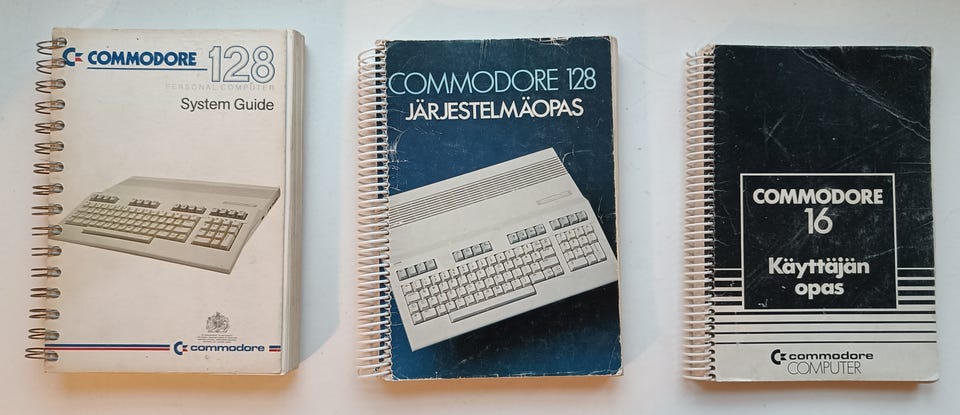 COMMODORE 128
PERSONAL COMPUTER
System Guide
commodore
COMMODORE 128
JÄRJESTELMÄOPAS
COMMODORE
16
Käyttäjän
opas
commodore
COMPUTER